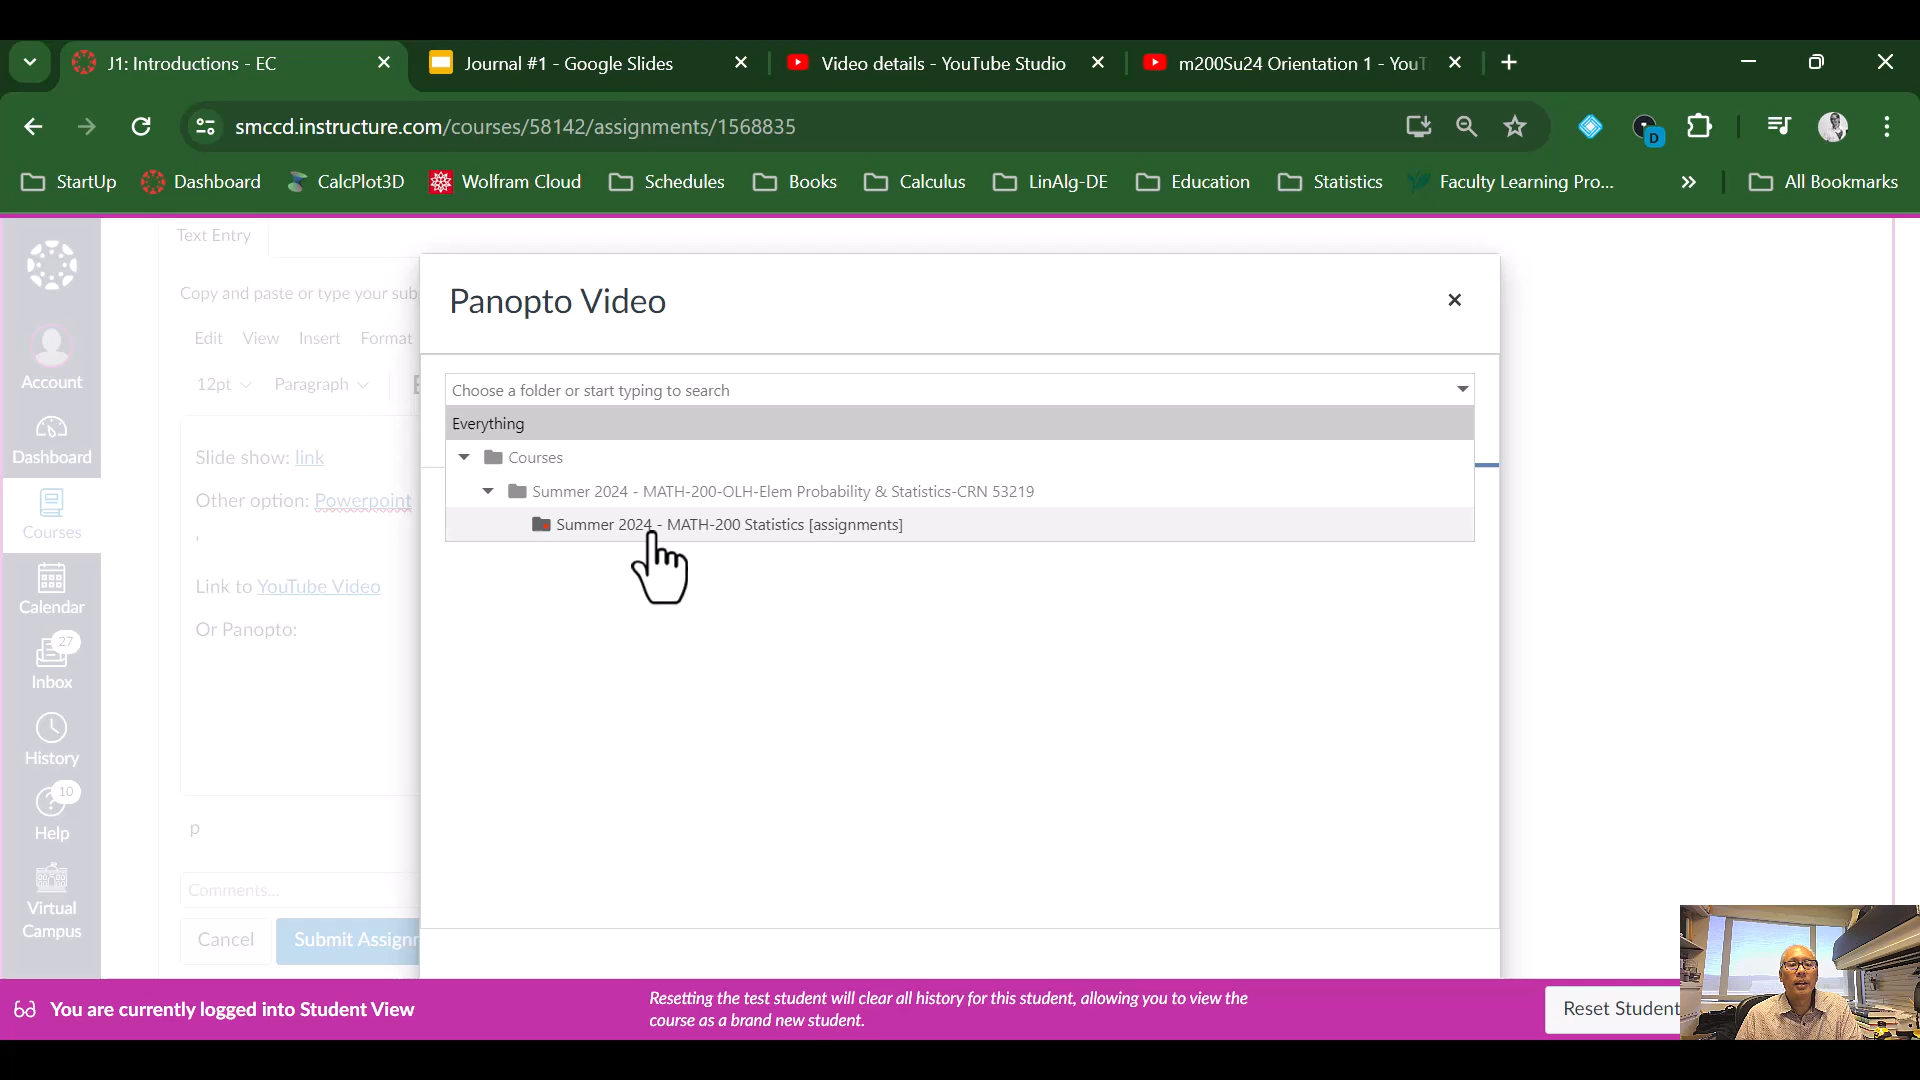 J1: Introductions - EC
Journal #1 - Google Slides
Video details - YouTube Studio
m200Su24 Orientation 1 - YouT
smccd.instructure.com/courses/58142/assignments/1568835
D
StartUp
Dashboard
CalcPlot3D
Wolfram Cloud
Schedules
Books
Calculus
LinAlg-DE
Education
Statistics
Faculty Learning Pro...
All Bookmarks
Account
Dashboard
Courses
Calendar
27
Inbox
History
10
Help
Virtual
Campus
Text Entry
Copy and paste or type your sub
Edit View Insert Format
12pt Paragraph
Slide show: link
Other option: Powerpoint
Link to YouTube Video
Or Panopto:
p
Comments...
Cancel
Submit Assignm
Panopto Video
Choose a folder or start typing to search
Everything
Courses
Summer 2024 - MATH-200-OLH-Elem Probability & Statistics-CRN 53219
Summer 2024 - MATH-200 Statistics [assignments]
You are currently logged into Student View
Resetting the test student will clear all history for this student, allowing you to view the
course as a brand new student.
Reset Student